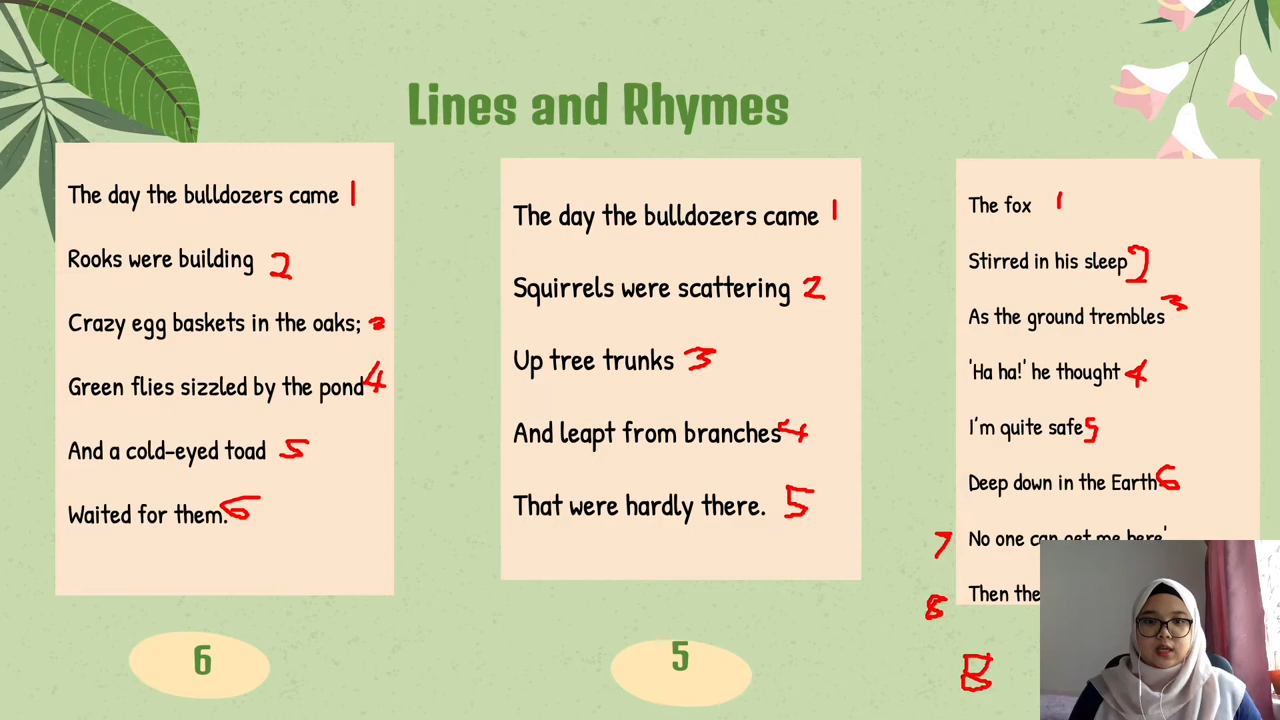 Lines and Rhymes
The day the bulldozers came 1
Rooks were building 2
Crazy egg baskets in the oaks; 3
Green flies sizzled by the pond 4
And a cold-eyed toad 5
Waited for them. 6
6
The day the bulldozers came 1
Squirrels were scattering 2
Up tree trunks 3
And leapt from branches 4
That were hardly there. 5
5
The fox 1
Stirred in his sleep 2
As the ground trembles 3
'Ha ha!' he thought 4
I'm quite safe 5
Deep down in the Earth 6
7 No one can get me here'
8 Then the
8